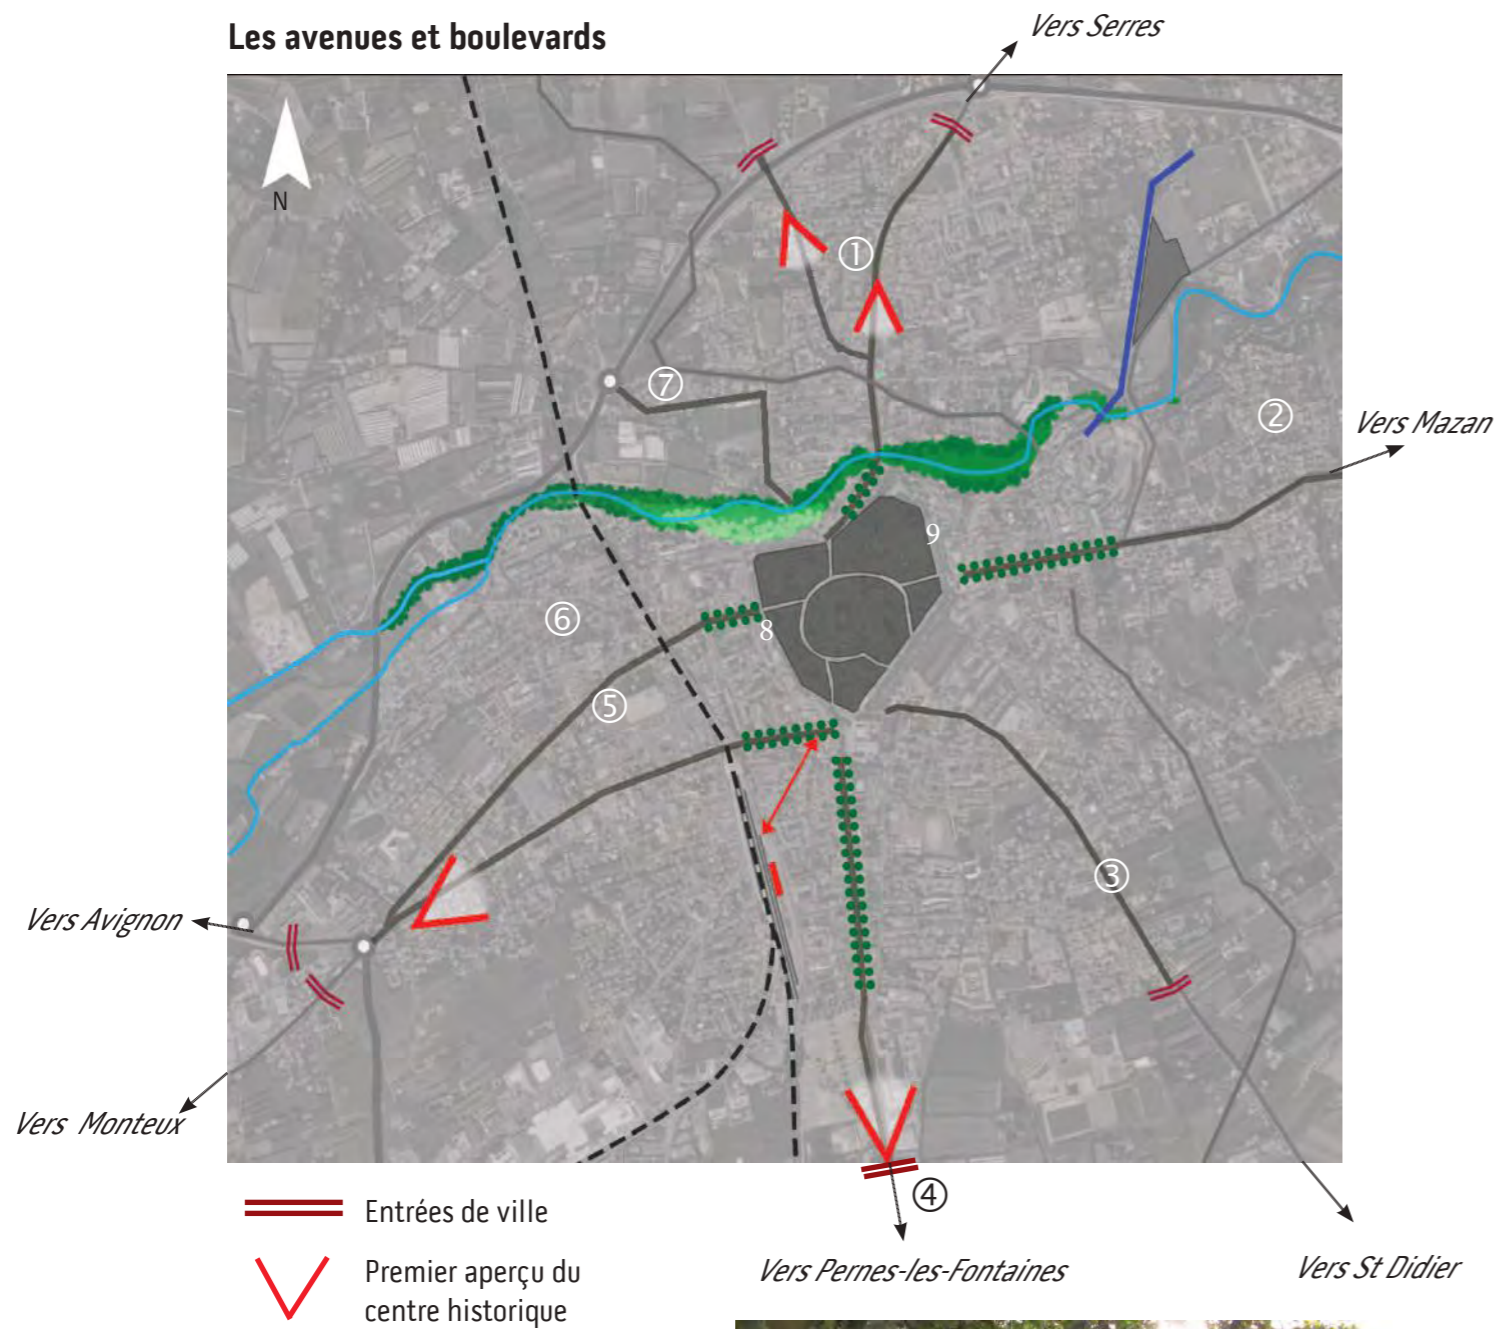 Les avenues et boulevards
Vers Serres
N
①
⑦
②
Vers Mazan
9
⑥
8
⑤
③
Vers Avignon
Vers Monteux
④
Entrées de ville
Vers Pernes-les-Fontaines
Vers St Didier
Premier aperçu du
centre historique